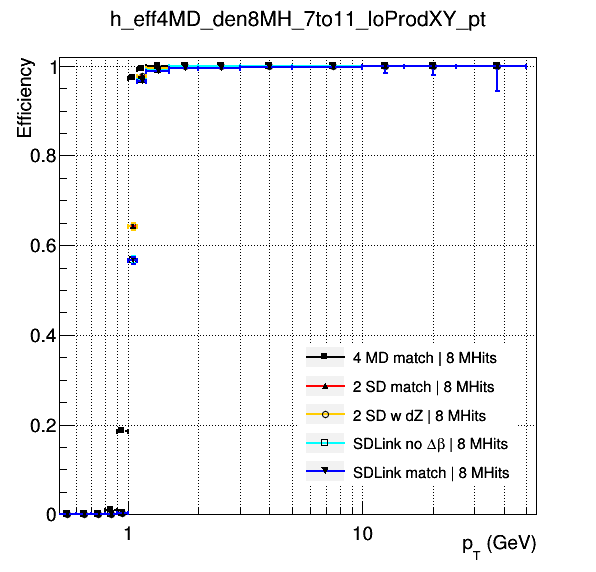 h_eff4MD_den8MH_7to11_loProdXY_pt
Efficiency
1
0.8
0.6
0.4
0.2
0
4 MD match | 8 MHits
2 SD match | 8 MHits
2 SD w dZ | 8 MHits
SDLink no Δβ | 8 MHits
SDLink match | 8 MHits
1
10
p_T (GeV)